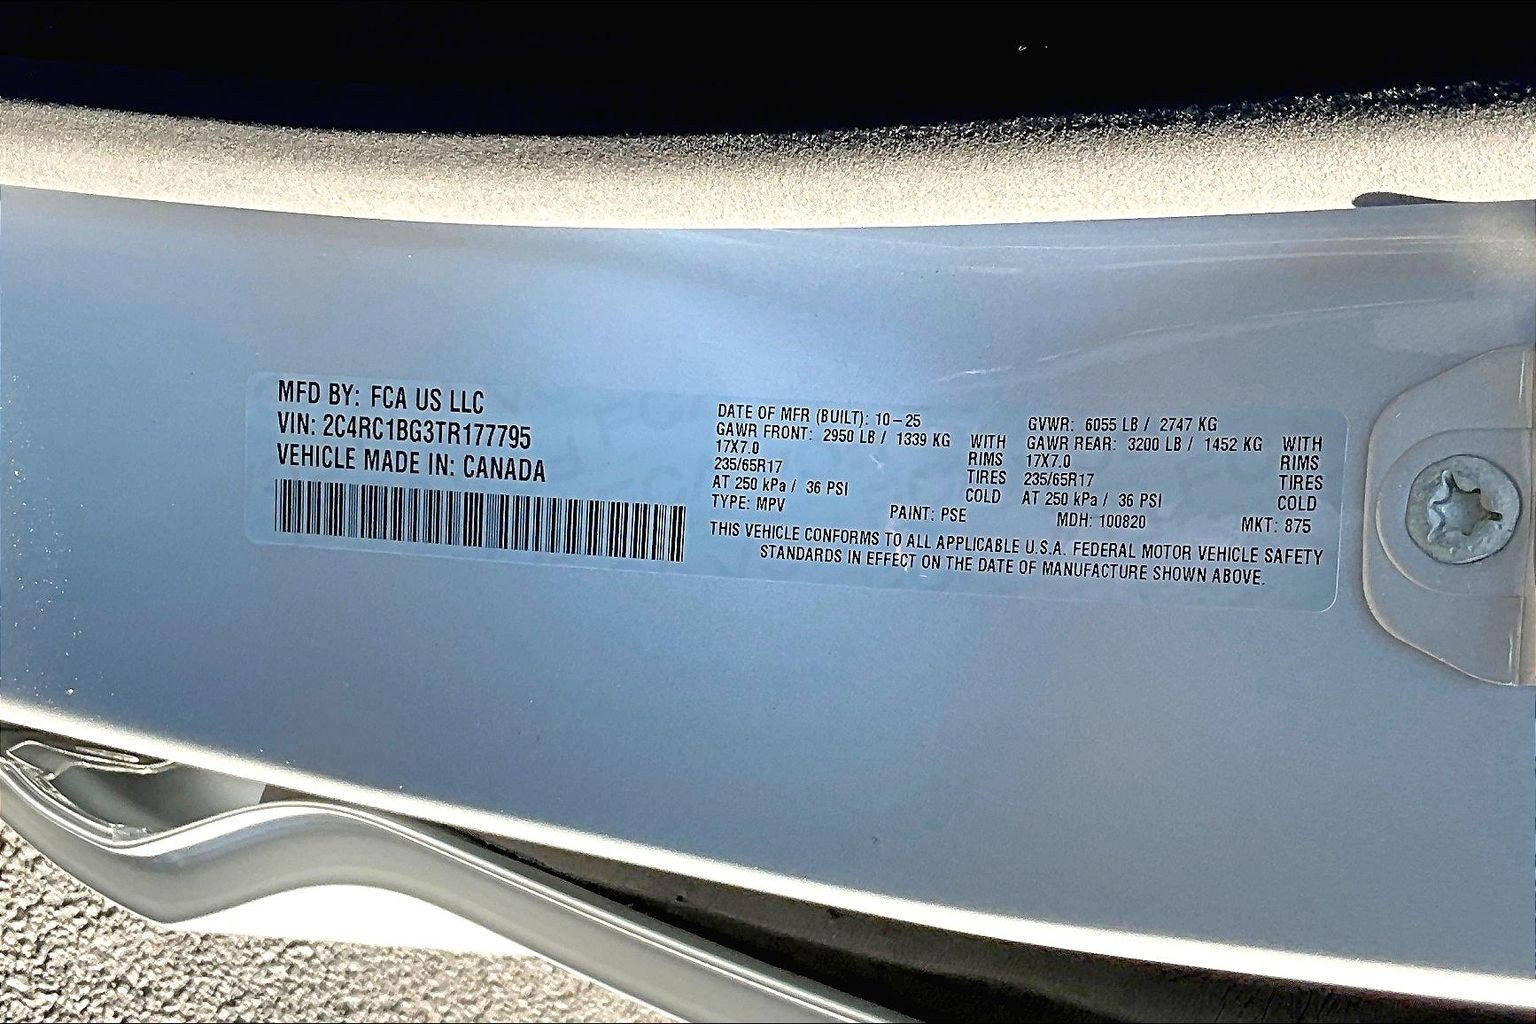 MFD BY: FCA US LLC
VIN: 2C4RC1BG3TR177795
VEHICLE MADE IN: CANADA
DATE OF MFR (BUILT): 10-25 GVWR: 6055 LB / 2747 KG
GAWR FRONT: 2950 LB / 1339 KG WITH GAWR REAR: 3200 LB / 1452 KG WITH
17X7.0 RIMS 17X7.0 RIMS
235/65R17 TIRES 235/65R17 TIRES
AT 250 kPa / 36 PSI COLD AT 250 kPa / 36 PSI COLD
TYPE: MPV PAINT: PSE MDH: 100820 MKT: 875
THIS VEHICLE CONFORMS TO ALL APPLICABLE U.S.A. FEDERAL MOTOR VEHICLE SAFETY
STANDARDS IN EFFECT ON THE DATE OF MANUFACTURE SHOWN ABOVE.